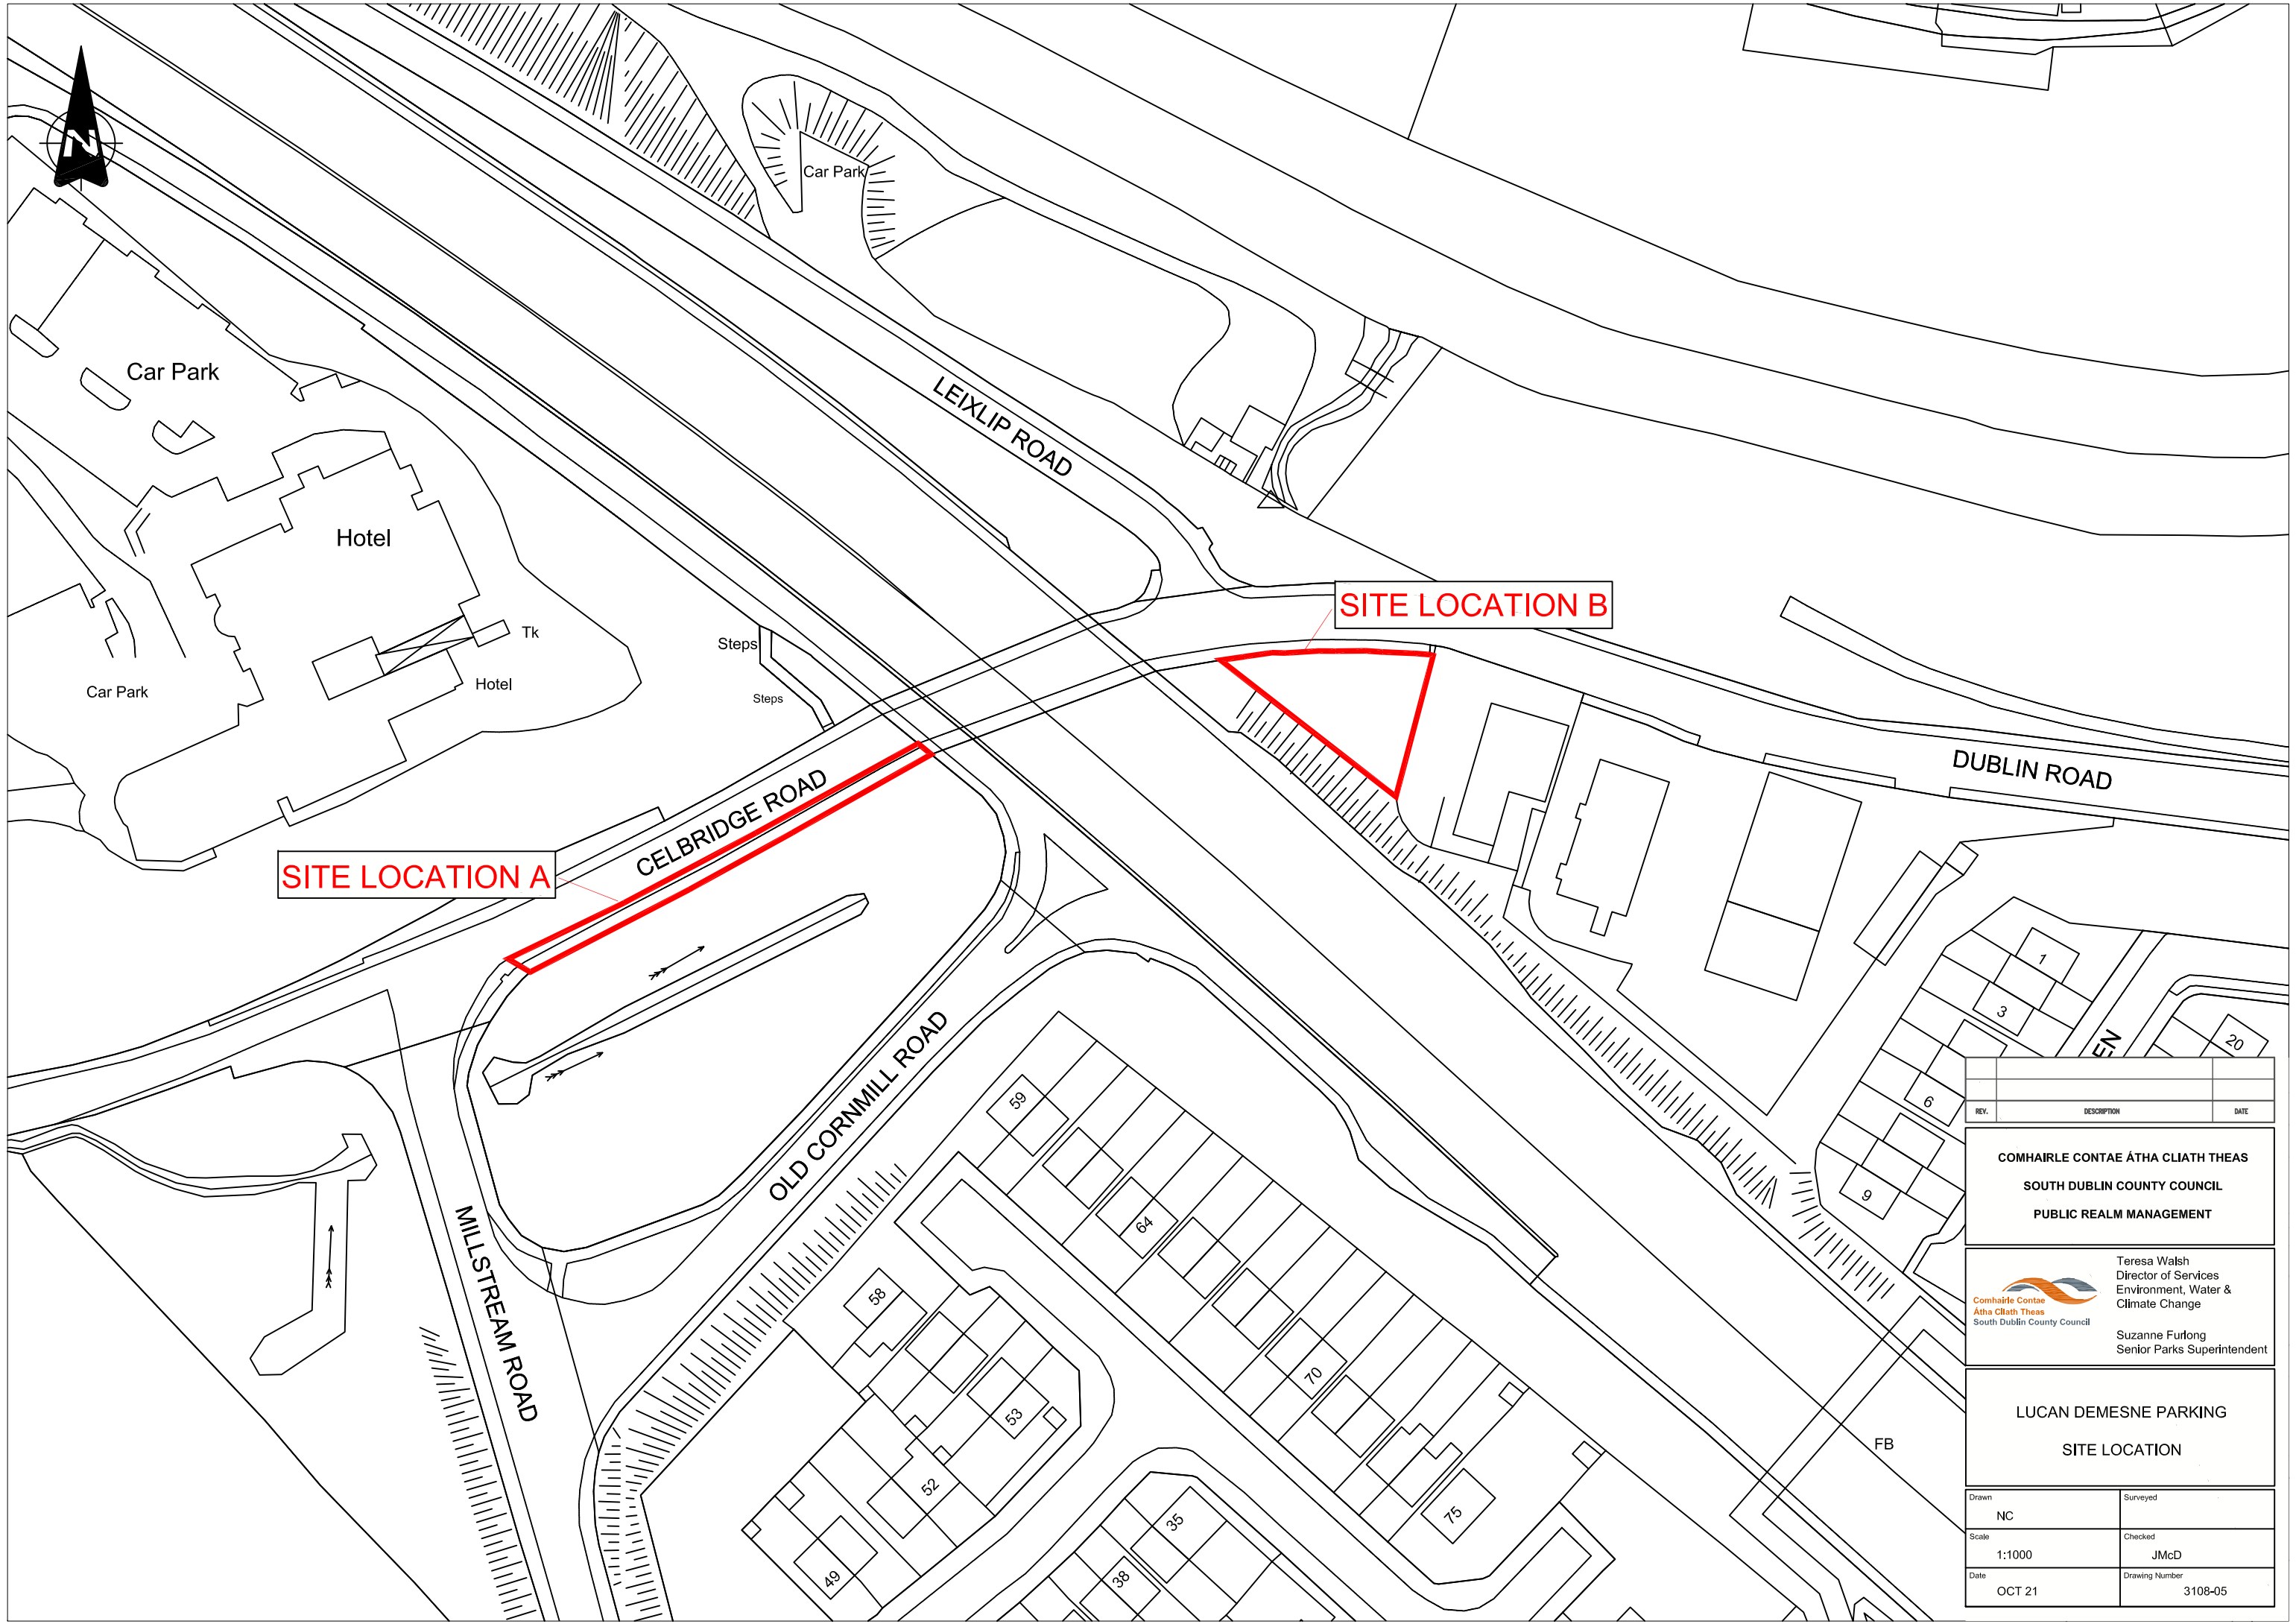 N
Car Park
Car Park
LEIXLIP ROAD
Hotel
Tk
Hotel
Car Park
Steps
Steps
SITE LOCATION B
DUBLIN ROAD
CELBRIDGE ROAD
SITE LOCATION A
OLD CORNMILL ROAD
MILLSTREAM ROAD
1
3
6
9
20
EN
59
64
70
75
58
53
52
49
35
38
FB
REV.
DESCRIPTION
DATE
COMHAIRLE CONTAE ÁTHA CLIATH THEAS
SOUTH DUBLIN COUNTY COUNCIL
PUBLIC REALM MANAGEMENT
Comhairle Contae
Átha Cliath Theas
South Dublin County Council
Teresa Walsh
Director of Services
Environment, Water &
Climate Change
Suzanne Furlong
Senior Parks Superintendent
LUCAN DEMESNE PARKING
SITE LOCATION
Drawn
NC
Surveyed
Scale
1:1000
Checked
JMcD
Date
OCT 21
Drawing Number
3108-05